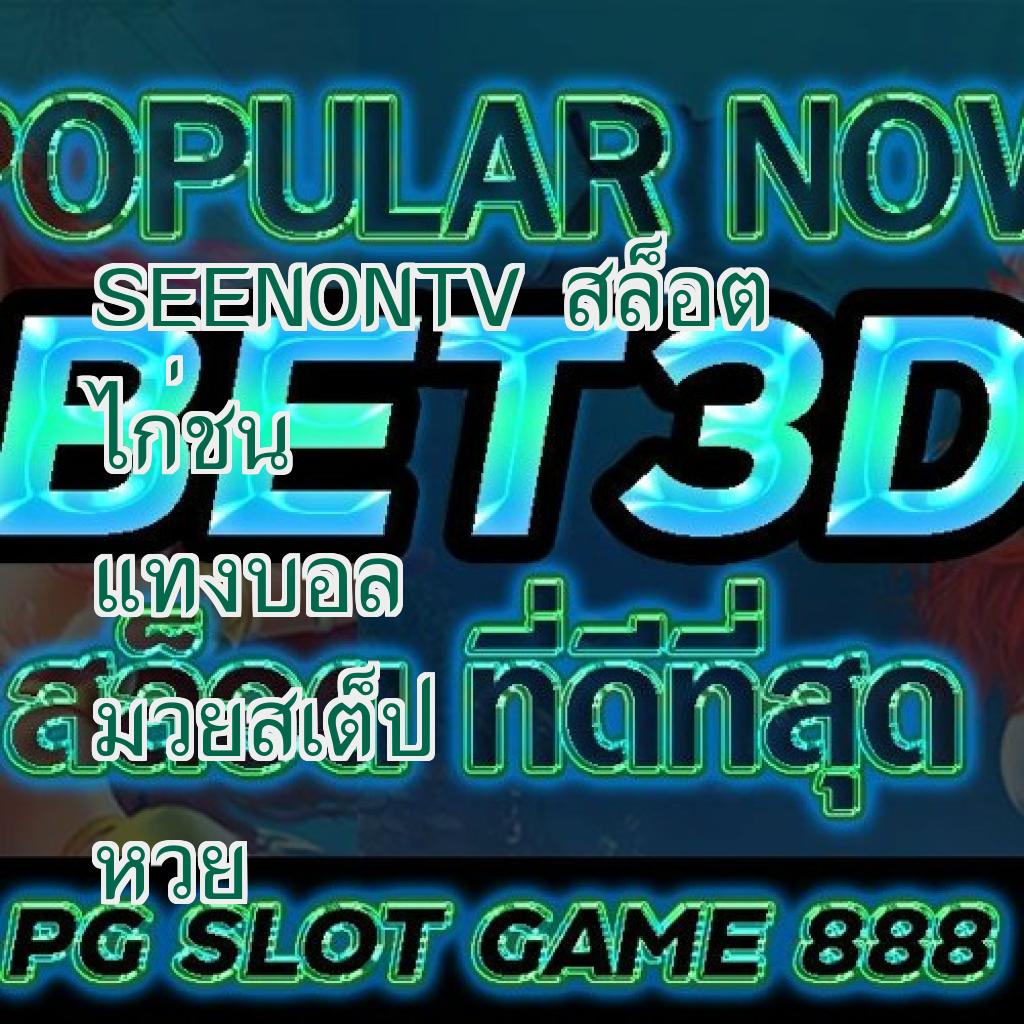 POPULAR NOW
SEENONTV สล็อต
BET3D
ไก่ชน
แทงบอล
สล็อต ที่ดีที่สุด
มวยสเต็ป
หวย
PG SLOT GAME 888